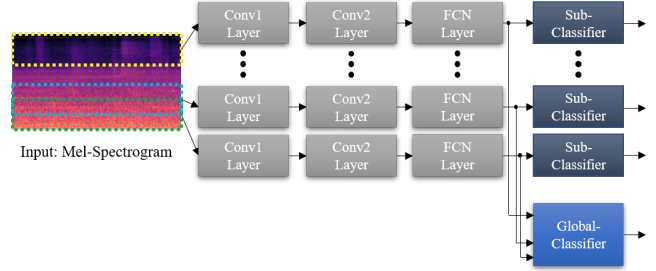 Conv1
Layer
Conv2
Layer
FCN
Layer
Sub-
Classifier
Conv1
Layer
Conv2
Layer
FCN
Layer
Sub-
Classifier
Input: Mel-Spectrogram
Conv1
Layer
Conv2
Layer
FCN
Layer
Sub-
Classifier
Global-
Classifier